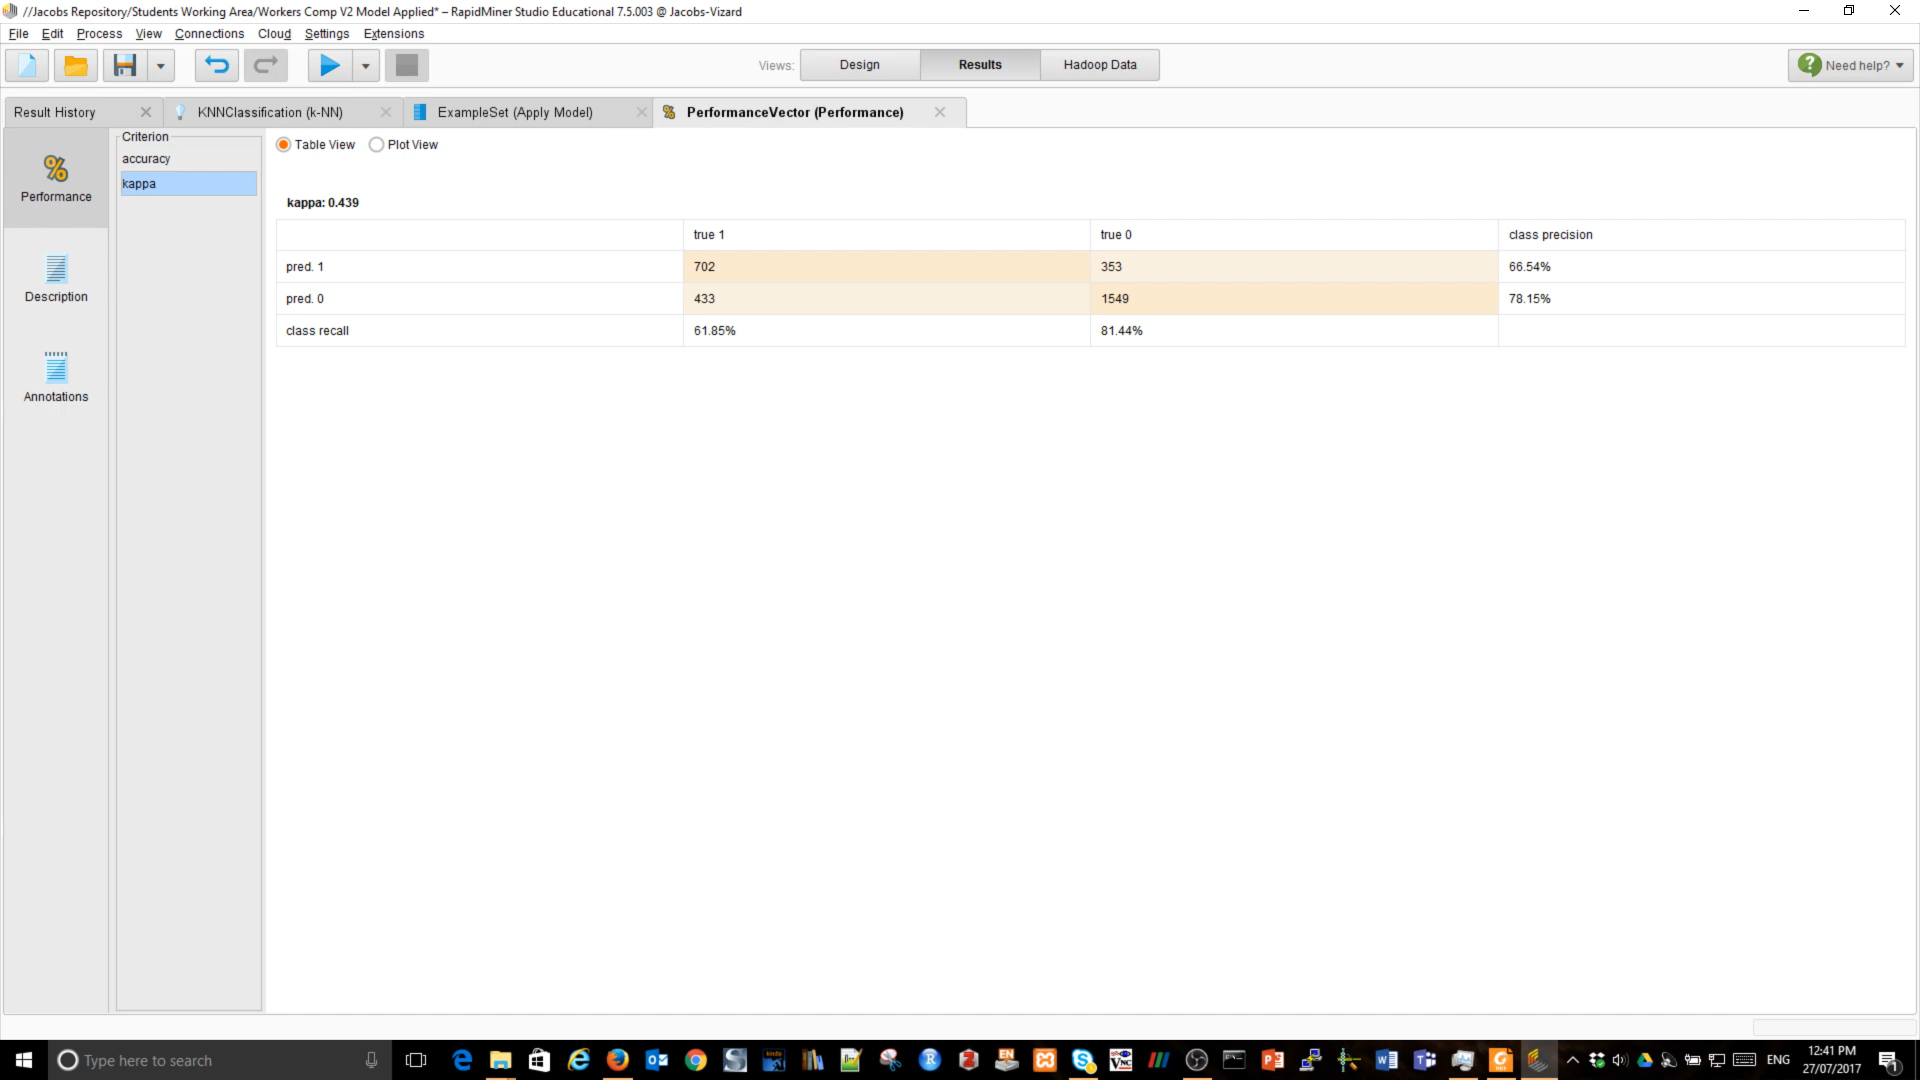 //Jacobs Repository/Students Working Area/Workers Comp V2 Model Applied* – RapidMiner Studio Educational 7.5.003 @ Jacobs-Vizard
File Edit Process View Connections Cloud Settings Extensions
Views: Design Results Hadoop Data Need help?
Result History KNNClassification (k-NN) ExampleSet (Apply Model) PerformanceVector (Performance)
Performance
Description
Annotations
Criterion
accuracy
kappa
Table View Plot View
kappa: 0.439
true 1 true 0 class precision
pred. 1 702 353 66.54%
pred. 0 433 1549 78.15%
class recall 61.85% 81.44%
Type here to search
ENG
12:41 PM
27/07/2017